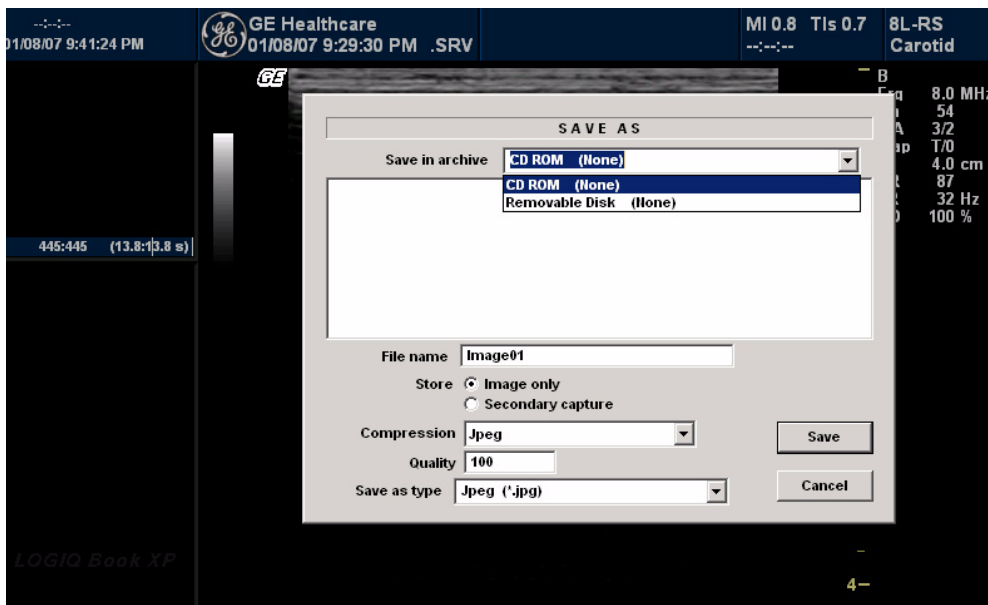 --:--:--
01/08/07 9:41:24 PM
GE Healthcare
01/08/07 9:29:30 PM .SRV
MI 0.8 TIs 0.7
--:--:--
8L-RS
Carotid
GE
B
8.0 MHz
54
3/2
T/0
4.0 cm
87
32 Hz
100 %
SAVE AS
Save in archive CD ROM (None)
CD ROM (None)
Removable Disk (None)
445:445 (13.8:13.8 s)
File name Image01
Store Image only
Secondary capture
Compression Jpeg
Save
Quality 100
Save as type Jpeg (*.jpg)
Cancel
LOGIQ Book XP
4